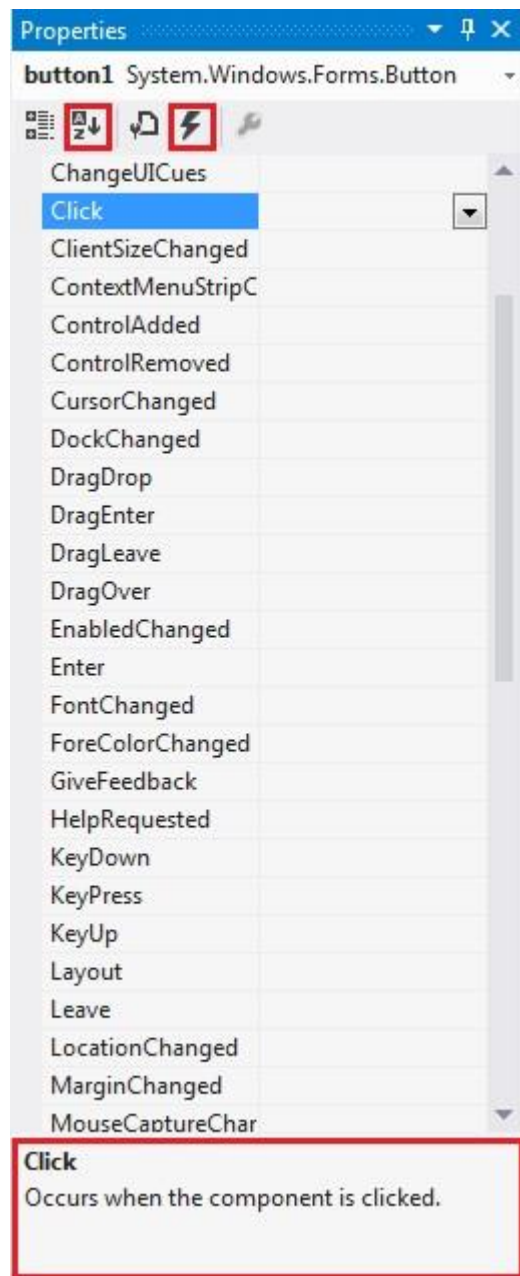 Properties
button1 System.Windows.Forms.Button
A
Z
ChangeUICues
Click
ClientSizeChanged
ContextMenuStripC
ControlAdded
ControlRemoved
CursorChanged
DockChanged
DragDrop
DragEnter
DragLeave
DragOver
EnabledChanged
Enter
FontChanged
ForeColorChanged
GiveFeedback
HelpRequested
KeyDown
KeyPress
KeyUp
Layout
Leave
LocationChanged
MarginChanged
MouseCaptureChar
Click
Occurs when the component is clicked.